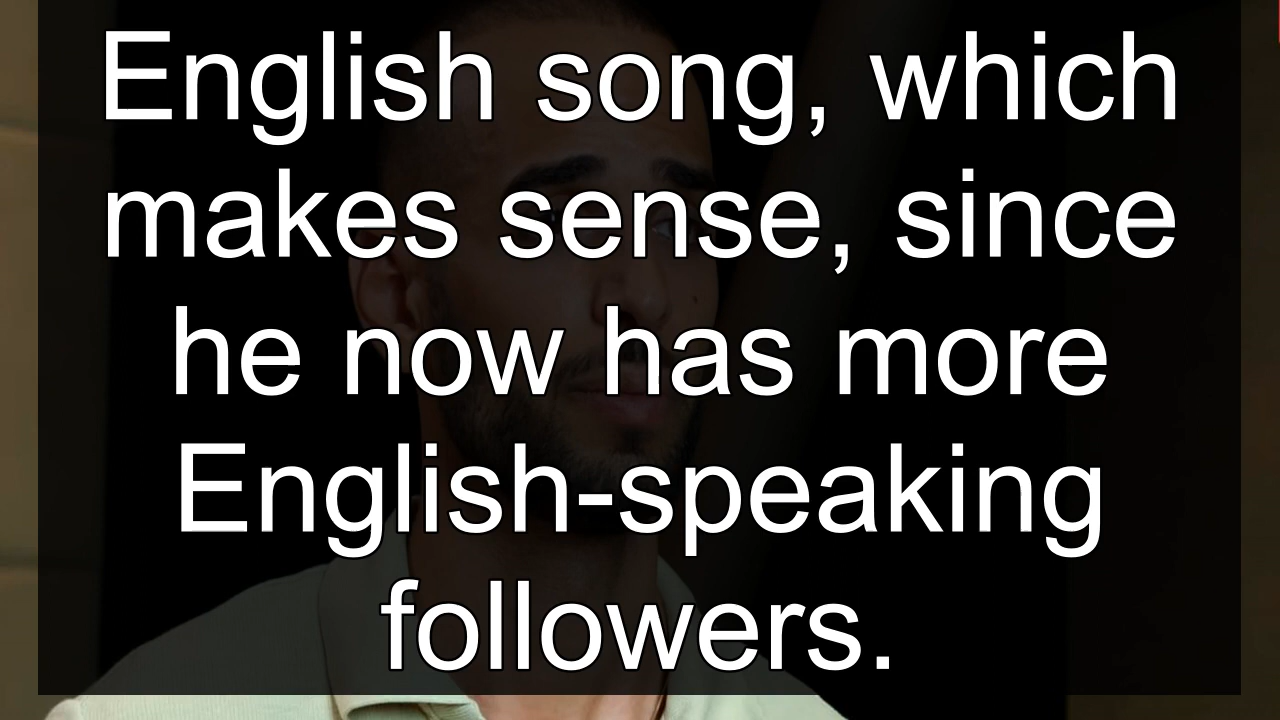 English song, which
makes sense, since
he now has more
English-speaking
followers.